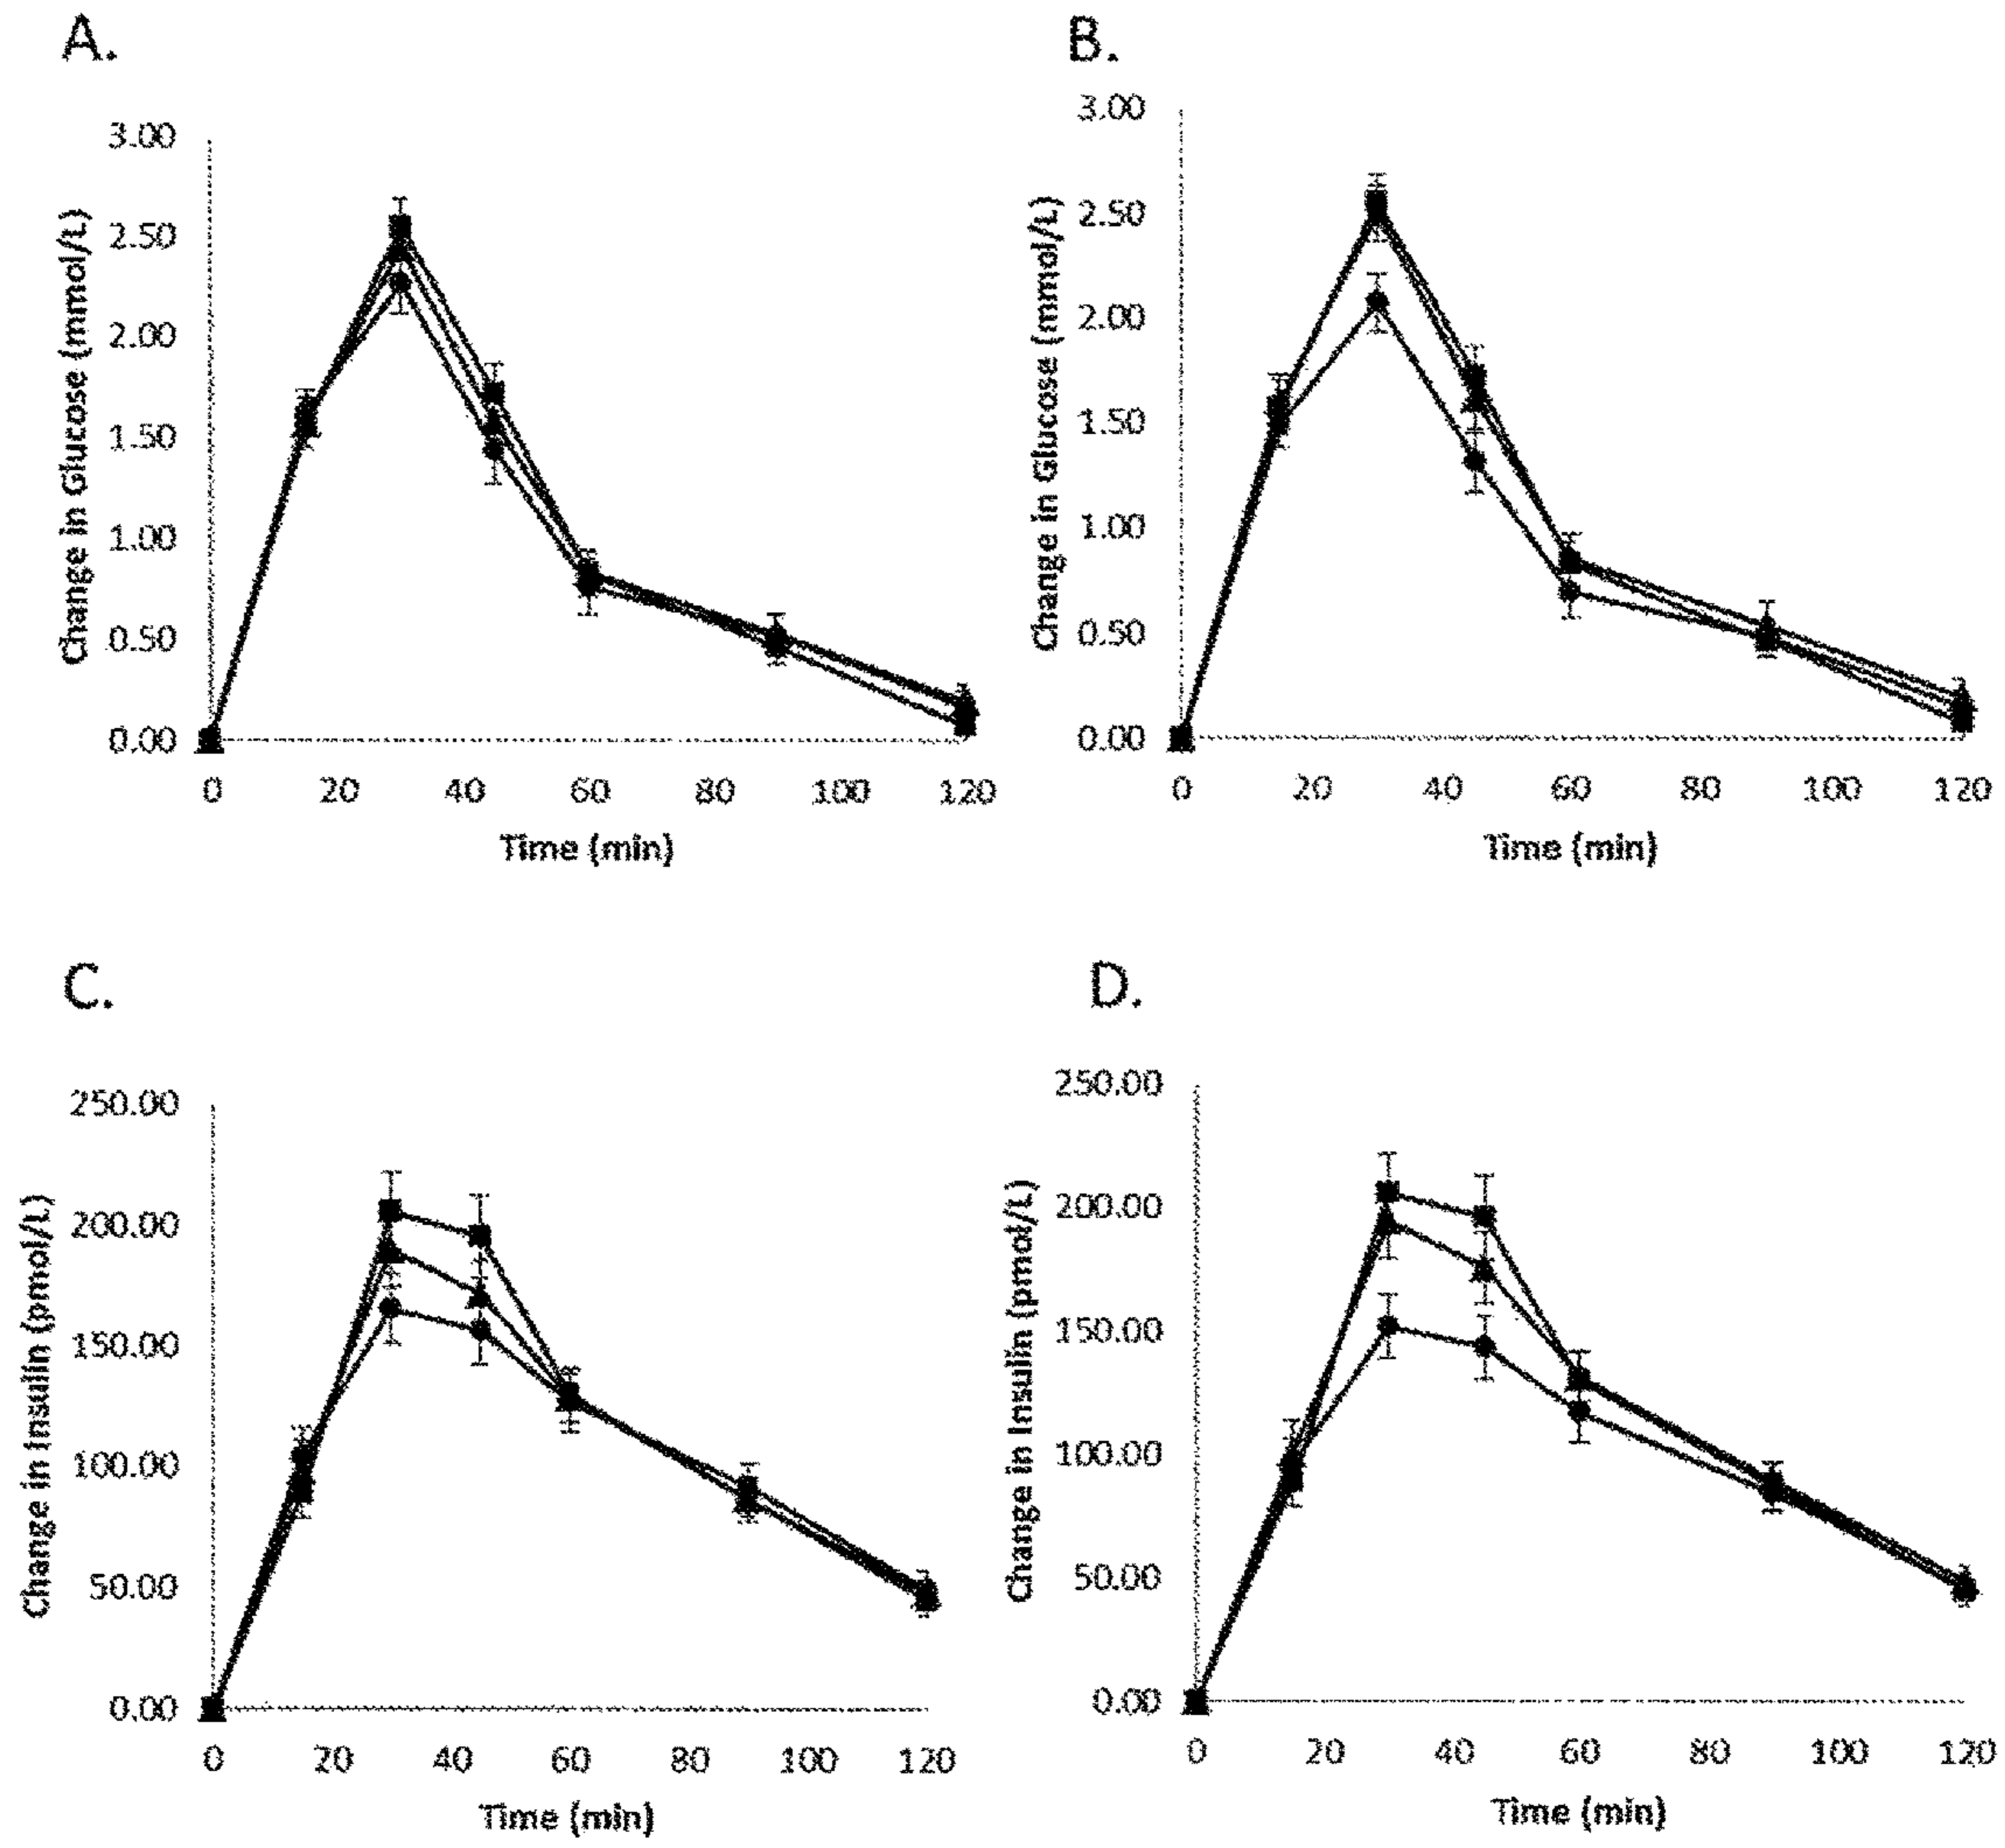 A.
3.00
2.50
2.00
1.50
1.00
0.50
0.00
Change in Glucose (mmol/L)
0 20 40 60 80 100 120
Time (min)
B.
3.00
2.50
2.00
1.50
1.00
0.50
0.00
Change in Glucose (mmol/L)
0 20 40 60 80 100 120
Time (min)
C.
250.00
200.00
150.00
100.00
50.00
0.00
Change in Insulin (pmol/L)
0 20 40 60 80 100 120
Time (min)
D.
250.00
200.00
150.00
100.00
50.00
0.00
Change in Insulin (pmol/L)
0 20 40 60 80 100 120
Time (min)